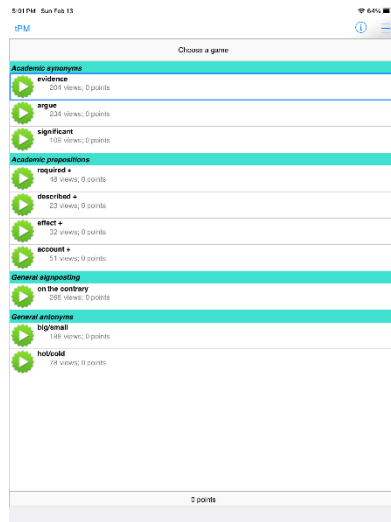 5:01 PM Sun Feb 13
64%
tPM
Choose a game
Academic synonyms
evidence
204 views; 0 points
argue
234 views; 0 points
significant
109 views; 0 points
Academic prepositions
required +
48 views; 0 points
described +
23 views; 0 points
effect +
32 views; 0 points
account +
51 views; 0 points
General signposting
on the contrary
266 views; 0 points
General antonyms
big/small
189 views; 0 points
hot/cold
78 views; 0 points
0 points